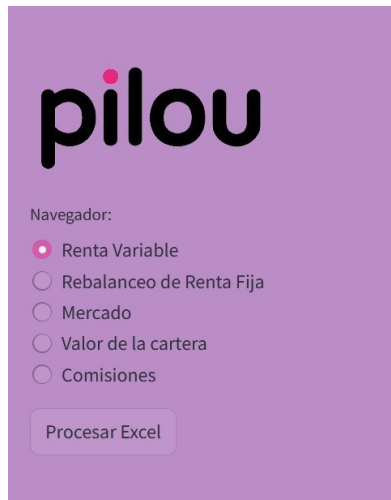 pilou
Navegador:
Renta Variable
Rebalanceo de Renta Fija
Mercado
Valor de la cartera
Comisiones
Procesar Excel